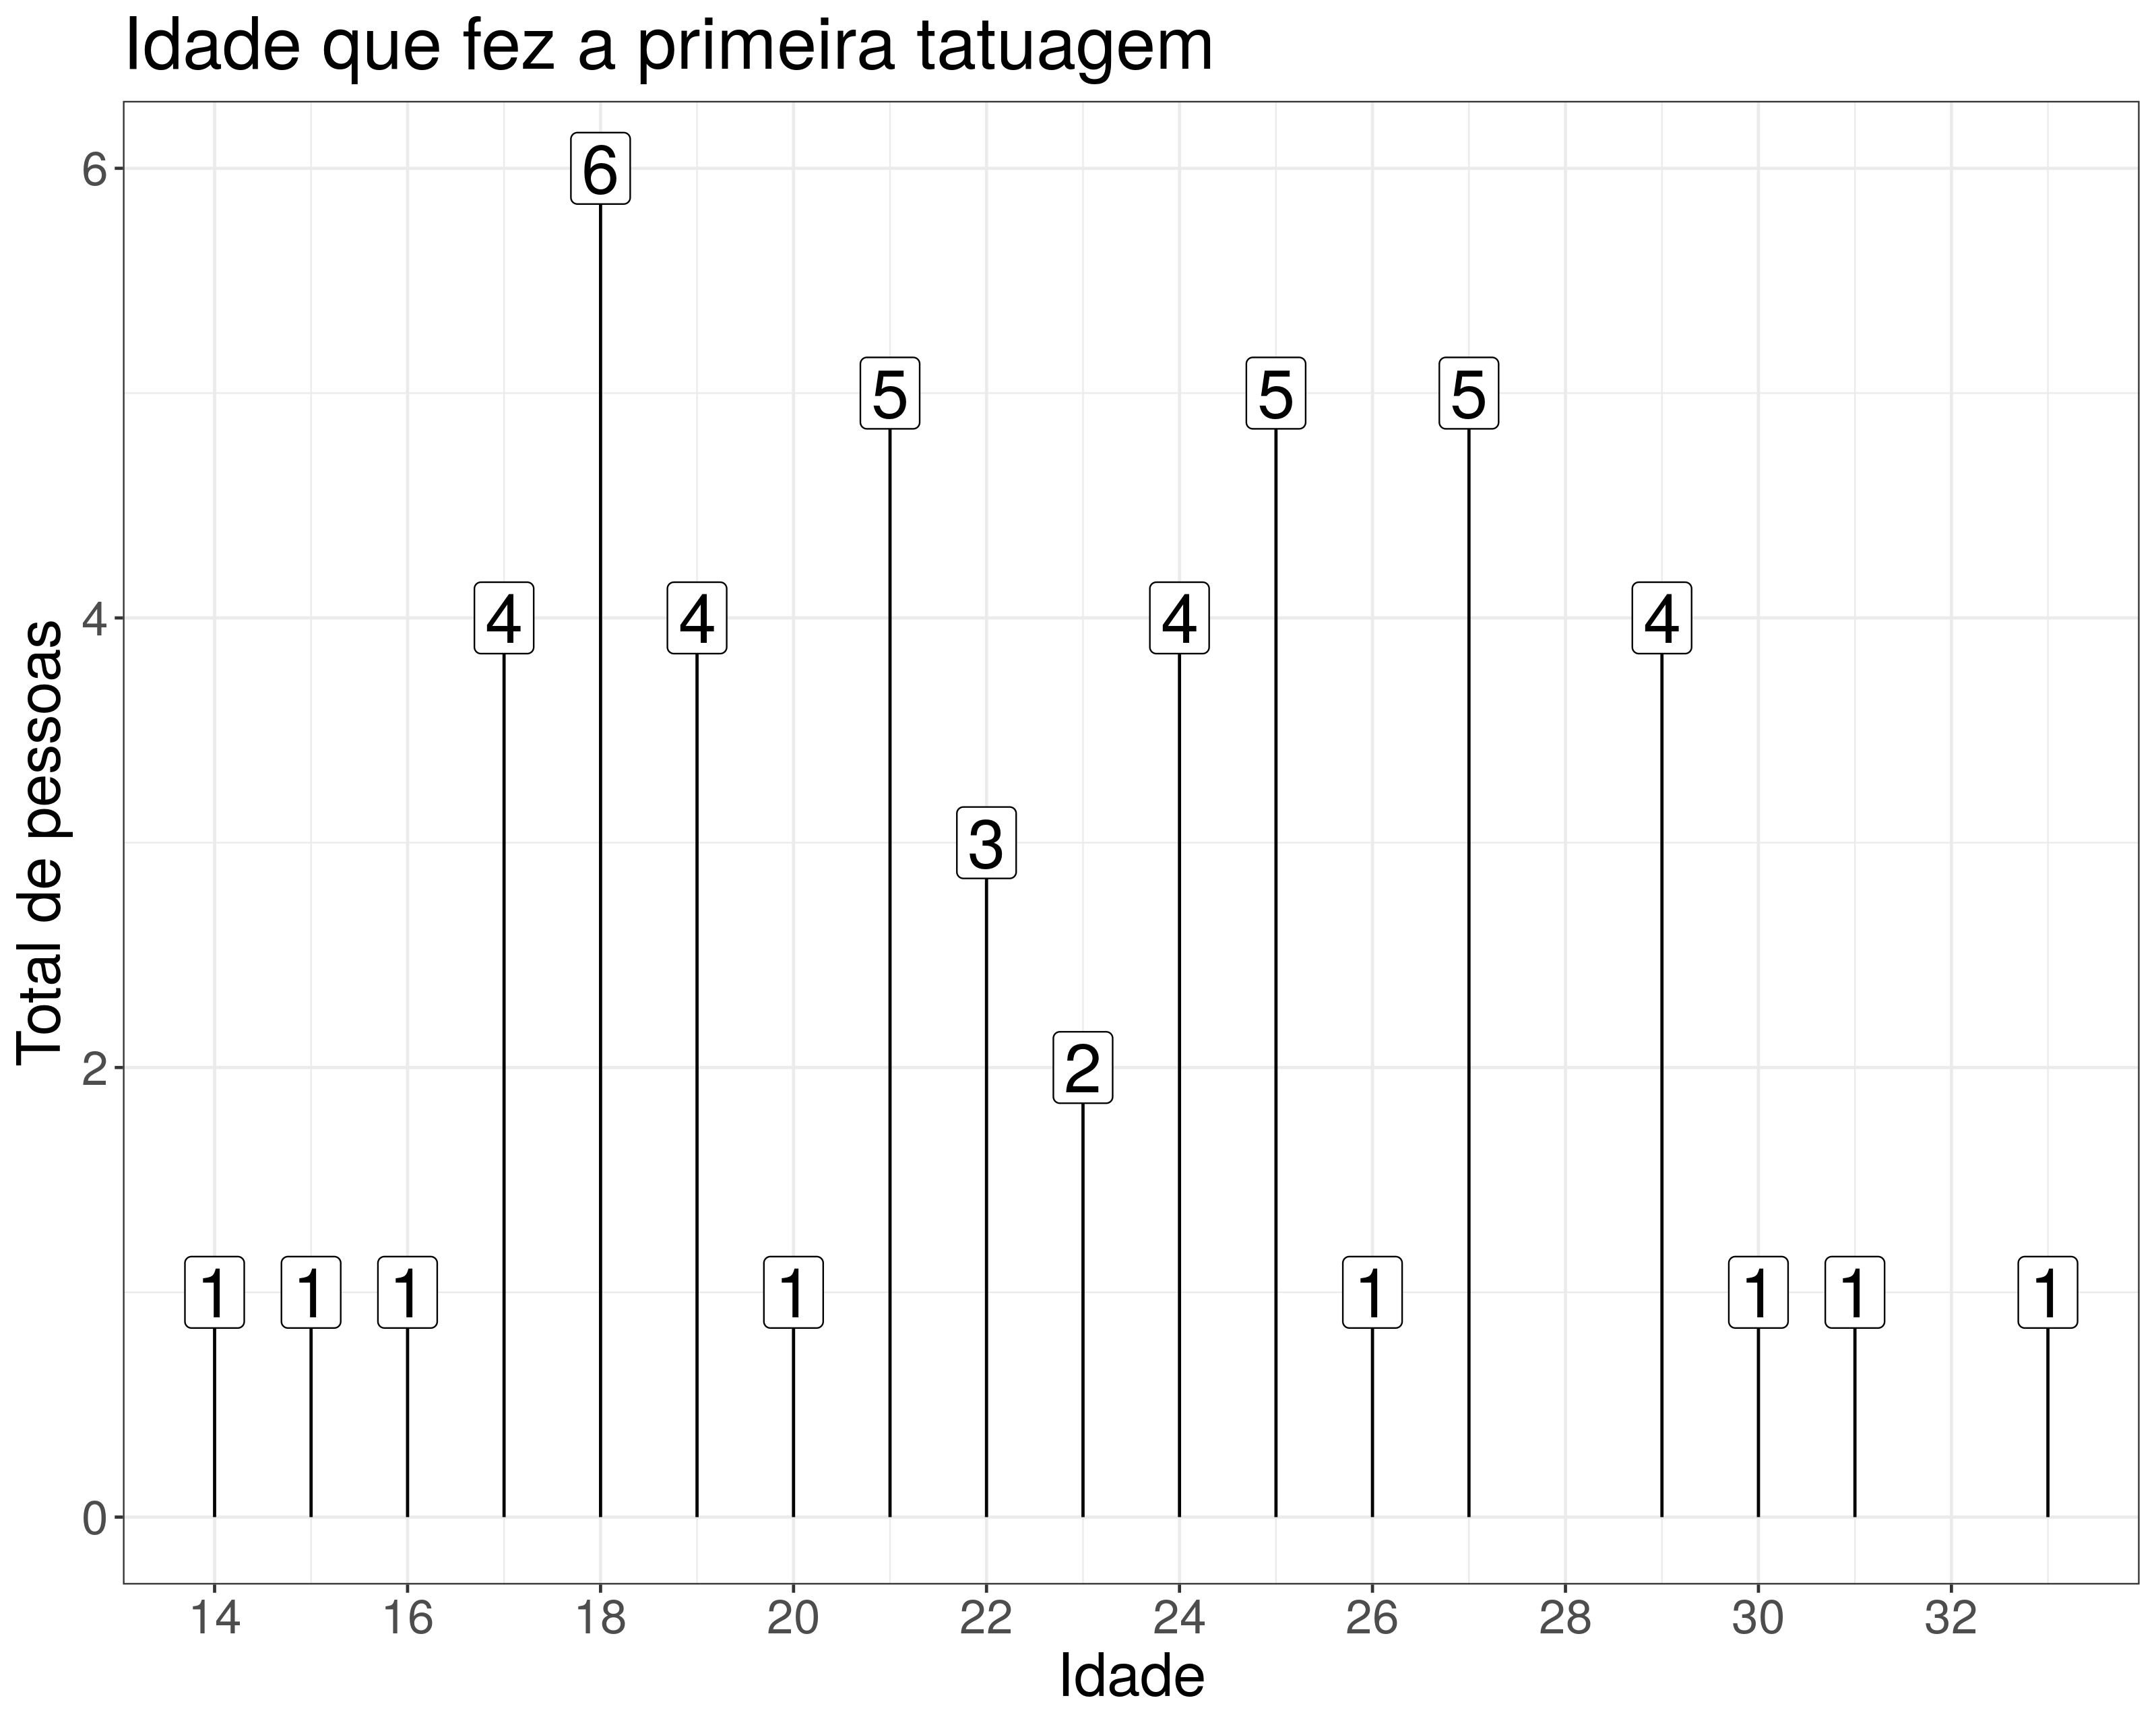 Idade que fez a primeira tatuagem
Total de pessoas
6
4
2
0
6
5 5 5
4 4 4 4
3
2
1 1 1 1 1 1 1 1
14 16 18 20 22 24 26 28 30 32
Idade